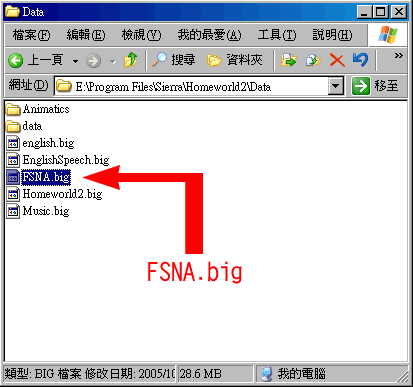 Data
檔案(F) 編輯(E) 檢視(V) 我的最愛(A) 工具(T) 說明(H)
上一頁 搜尋 資料夾
網址(D) E:\Program Files\Sierra\Homeworld2\Data 移至
Animatics
data
english.big
EnglishSpeech.big
FSNA.big
Homeworld2.big
Music.big
FSNA.big
類型: BIG 檔案 修改日期: 2005/10 28.6 MB 我的電腦